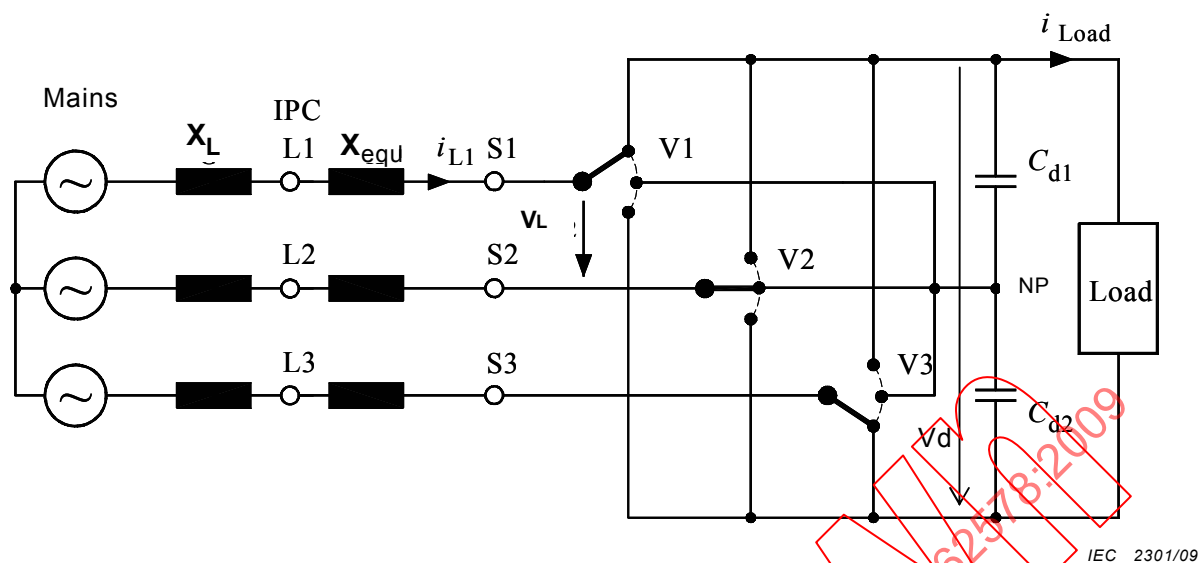 i Load
Mains
IPC
XL
L1
Xequ
iL1
S1
V1
Cd1
VL
L2
S2
V2
NP
Load
L3
S3
V3
Cd2
Vd
62578:2009
IEC 2301/09